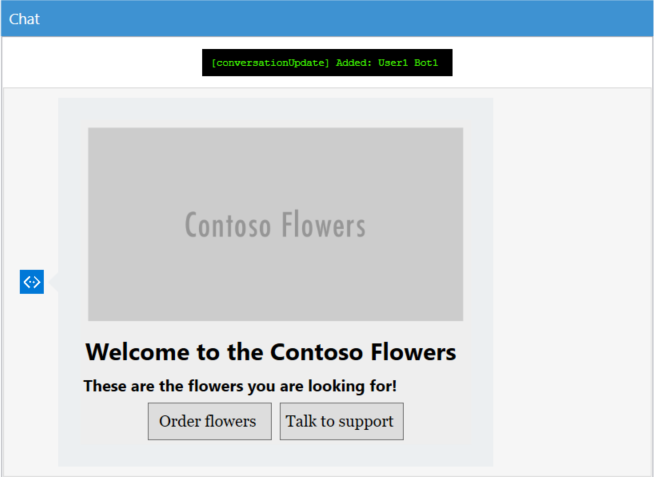 Chat
[conversationUpdate] Added: User1 Bot1
Contoso Flowers
Welcome to the Contoso Flowers
These are the flowers you are looking for!
Order flowers
Talk to support